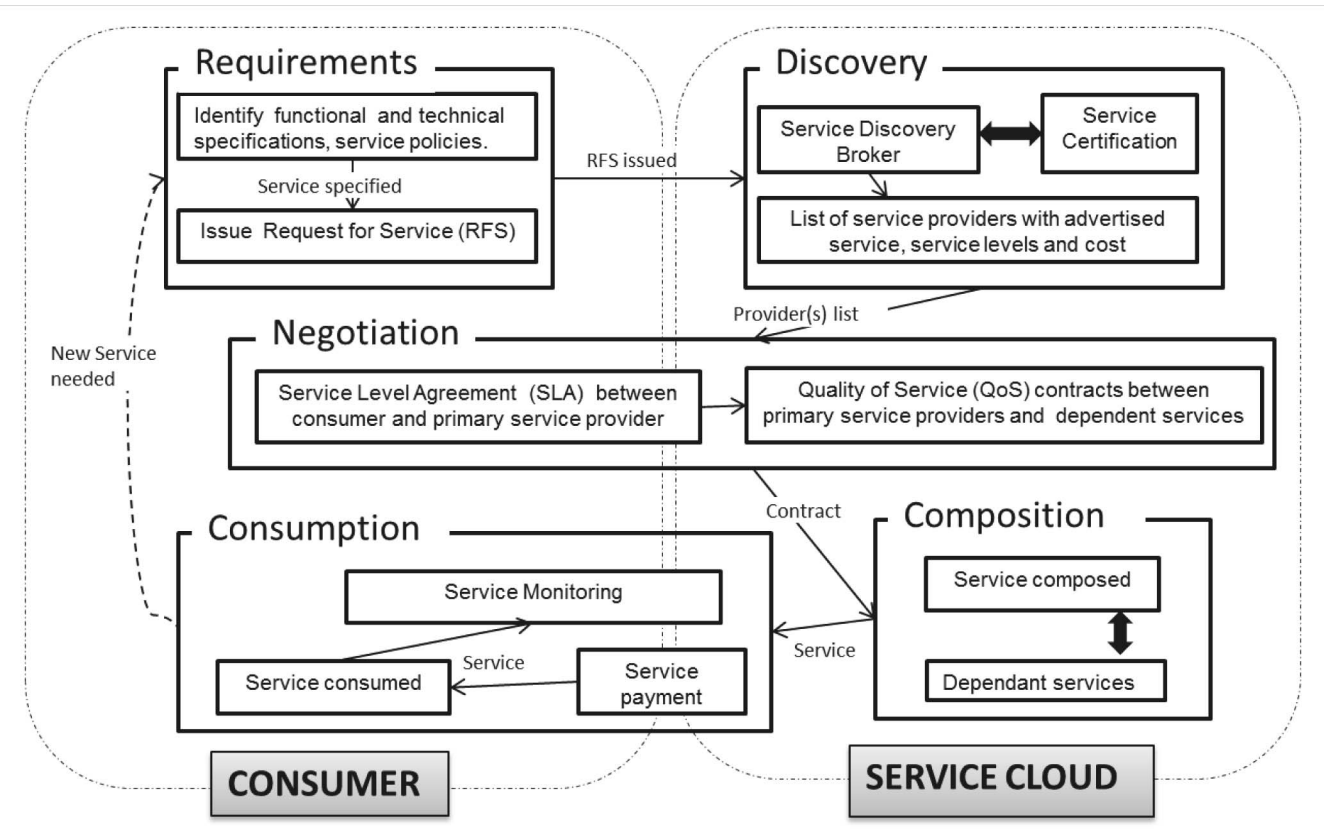 Requirements
Identify functional and technical
specifications, service policies.
Service specified
Issue Request for Service (RFS)
RFS issued
Discovery
Service Discovery
Broker
Service
Certification
List of service providers with advertised
service, service levels and cost
Provider(s) list
New Service
needed
Negotiation
Service Level Agreement (SLA) between
consumer and primary service provider
Quality of Service (QoS) contracts between
primary service providers and dependent services
Contract
Consumption
Service Monitoring
Service consumed
Service
Service
payment
Service
Composition
Service composed
Dependant services
CONSUMER
SERVICE CLOUD